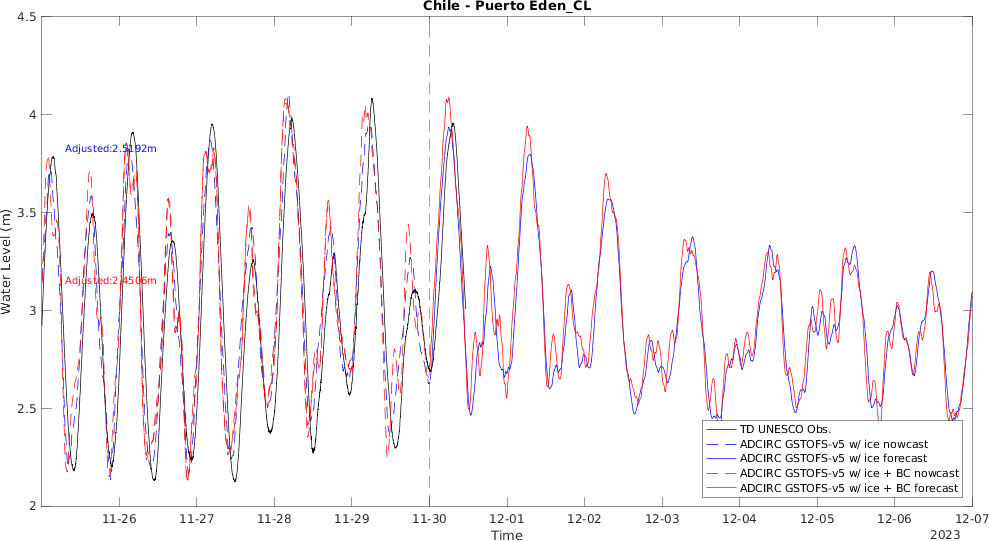 Chile - Puerto Eden_CL
4.5
4
3.5
3
2.5
2
Water Level (m)
Adjusted:2.5192m
Adjusted:2.4506m
TD UNESCO Obs.
ADCIRC GSTOFS-v5 w/ ice nowcast
ADCIRC GSTOFS-v5 w/ ice forecast
ADCIRC GSTOFS-v5 w/ ice + BC nowcast
ADCIRC GSTOFS-v5 w/ ice + BC forecast
11-26
11-27
11-28
11-29
11-30
12-01
12-02
12-03
12-04
12-05
12-06
12-07
Time
2023